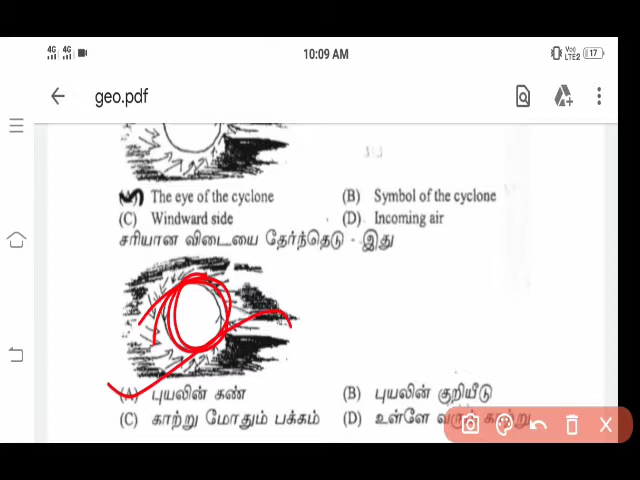 4G 4G 10:09 AM Vo) LTE2 17
geo.pdf
The eye of the cyclone (B) Symbol of the cyclone
(C) Windward side (D) Incoming air
சரியான விடையை தேர்ந்தெடு - இது
(A) புயலின் கண் (B) புயலின் குறியீடு
(C) காற்று மோதும் பக்கம் (D) உள்ளே வரும் காற்று